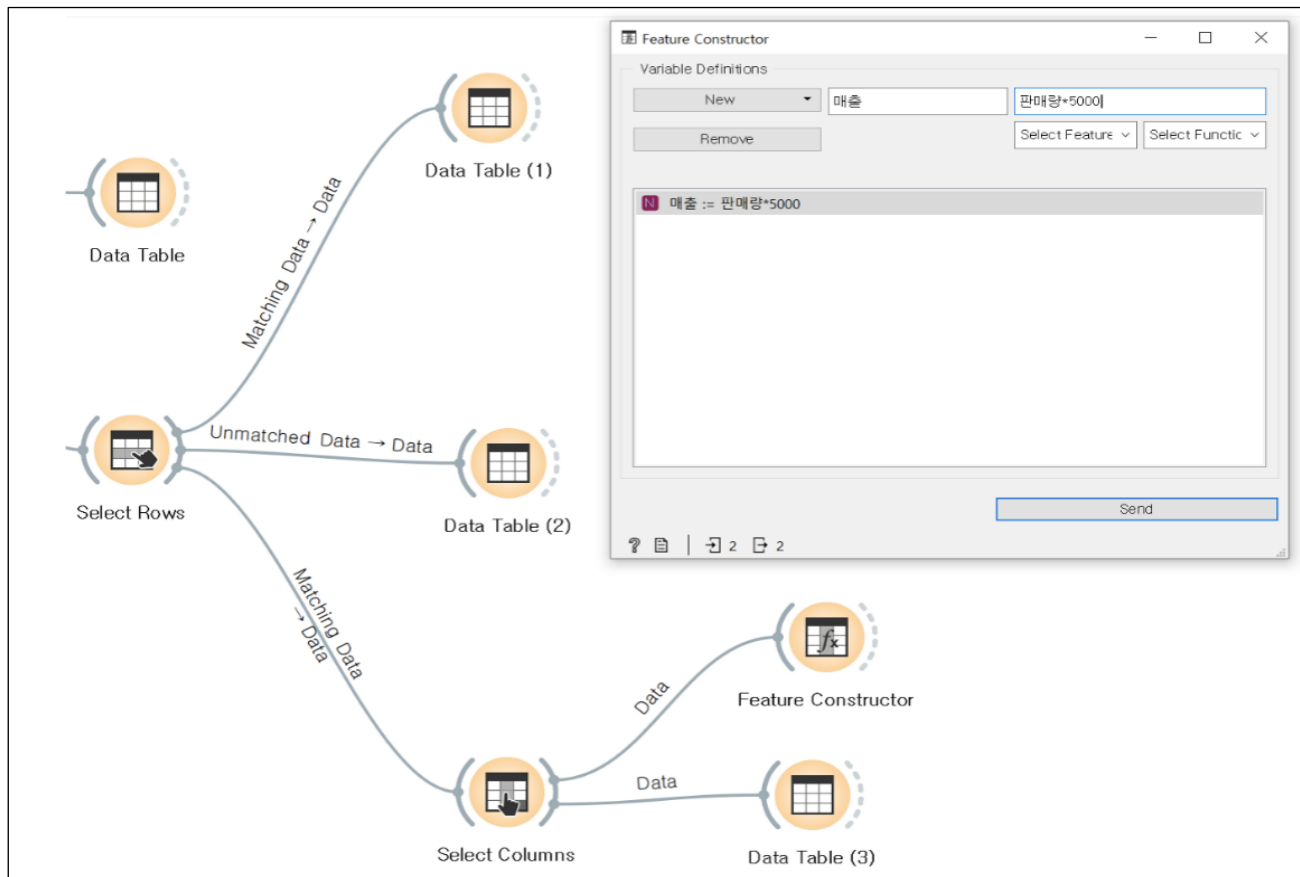 Feature Constructor
Variable Definitions
New
매출
판매량*5000
Remove
Select Feature
Select Functic
N 매출 := 판매량*5000
Send
? 2 2
Data Table (1)
Matching Data → Data
Data Table
Unmatched Data → Data
Select Rows
Data Table (2)
Matching Data
→ Data
Data
Feature Constructor
Data
Select Columns
Data Table (3)